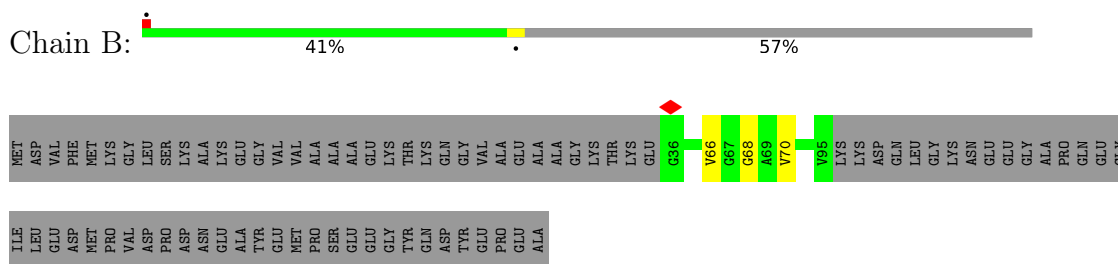 Chain B:
41%
57%
MET ASP VAL PHE MET LYS GLY LEU SER LYS ALA LYS GLU GLY VAL VAL ALA ALA ALA GLU LYS THR LYS GLN GLY VAL ALA GLU ALA ALA GLY LYS THR LYS GLU G36 V66 G67 G68 A69 V70 V95 LYS LYS ASP GLN LEU GLY LYS ASN GLU GLU GLY ALA PRO GLN GLU GLY
ILE LEU GLU ASP MET PRO VAL ASP PRO ASP ASN GLU ALA TYR GLU MET PRO SER GLU GLU GLY TYR GLN ASP TYR GLU PRO GLU ALA